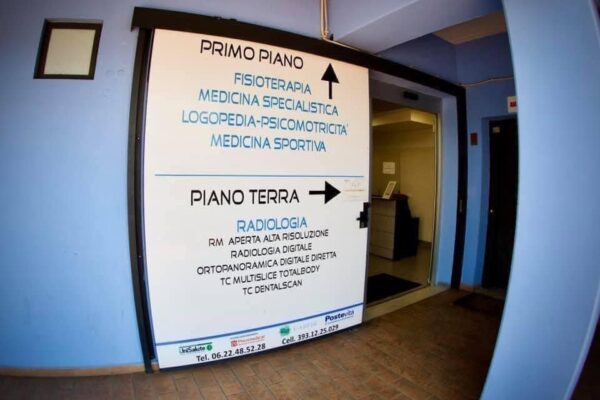 PRIMO PIANO
FISIOTERAPIA
MEDICINA SPECIALISTICA
LOGOPEDIA-PSICOMOTRICITA'
MEDICINA SPORTIVA
PIANO TERRA
RADIOLOGIA
RM APERTA ALTA RISOLUZIONE
RADIOLOGIA DIGITALE
ORTOPANORAMICA DIGITALE DIRETTA
TC MULTISLICE TOTALBODY
TC DENTALSCAN
UniSalute Postevita
Tel. 06.22.48.52.28 Cell. 393.12.25.029